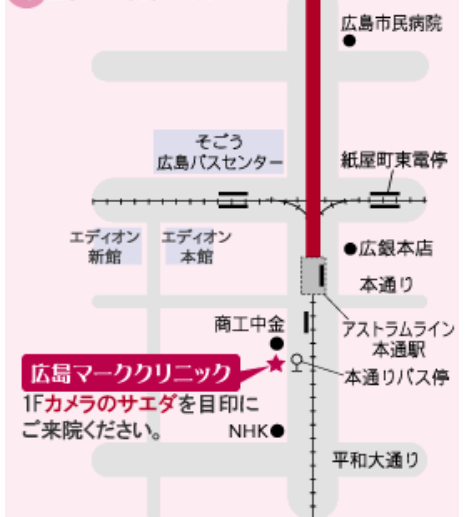 広島市民病院
そごう
広島バスセンター
紙屋町東電停
エディオン
新館
エディオン
本館
広銀本店
本通り
商工中金
アストラムライン
本通駅
広島マーククリニック
本通りバス停
1Fカメラのサエダを目印に
ご来院ください。
NHK
平和大通り